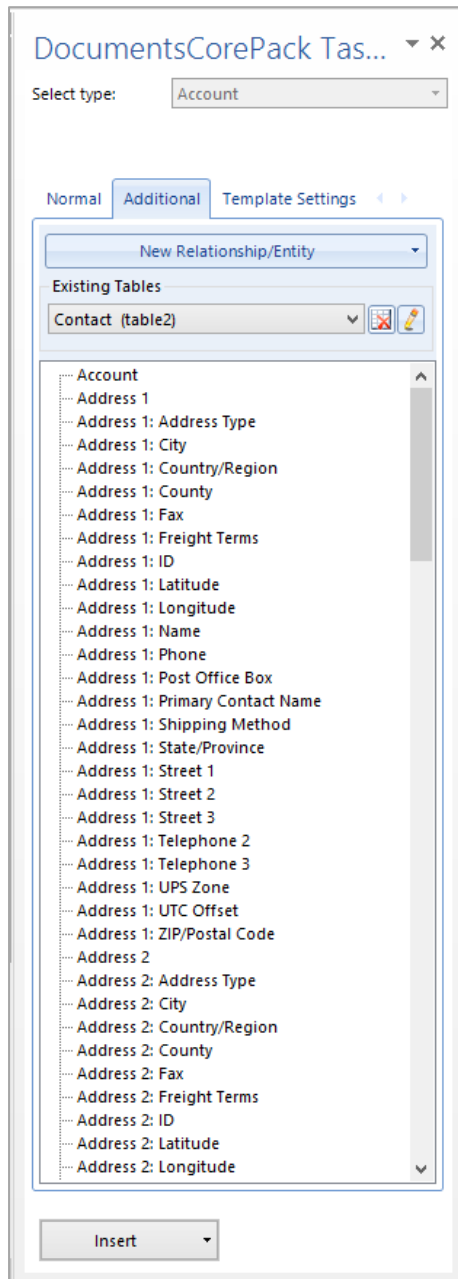 DocumentsCorePack Tas...
Select type: Account
Normal Additional Template Settings
New Relationship/Entity
Existing Tables
Contact (table2)
Account
Address 1
Address 1: Address Type
Address 1: City
Address 1: Country/Region
Address 1: County
Address 1: Fax
Address 1: Freight Terms
Address 1: ID
Address 1: Latitude
Address 1: Longitude
Address 1: Name
Address 1: Phone
Address 1: Post Office Box
Address 1: Primary Contact Name
Address 1: Shipping Method
Address 1: State/Province
Address 1: Street 1
Address 1: Street 2
Address 1: Street 3
Address 1: Telephone 2
Address 1: Telephone 3
Address 1: UPS Zone
Address 1: UTC Offset
Address 1: ZIP/Postal Code
Address 2
Address 2: Address Type
Address 2: City
Address 2: Country/Region
Address 2: County
Address 2: Fax
Address 2: Freight Terms
Address 2: ID
Address 2: Latitude
Address 2: Longitude
Insert